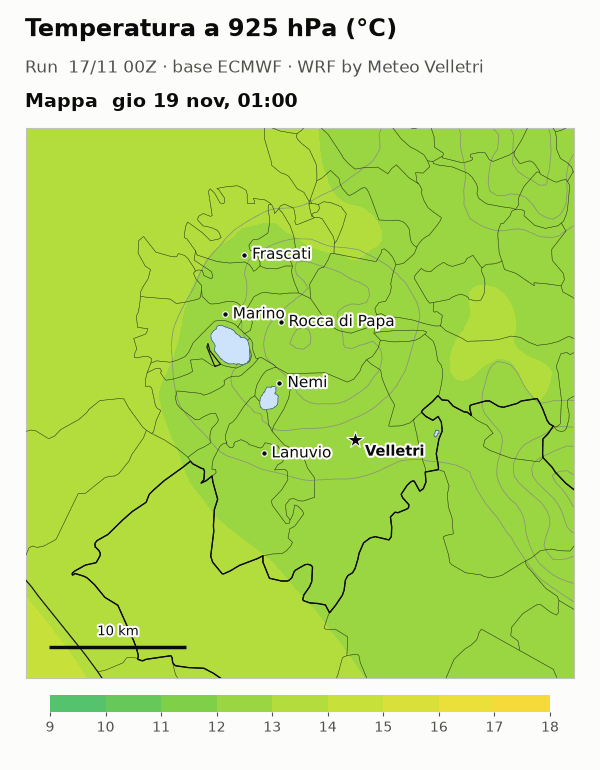 Temperatura a 925 hPa (°C)
Run  17/11 00Z · base ECMWF · WRF by Meteo Velletri
Mappa  gio 19 nov, 01:00
Frascati
Marino
Rocca di Papa
Nemi
Velletri
Lanuvio
10 km
9 10 11 12 13 14 15 16 17 18